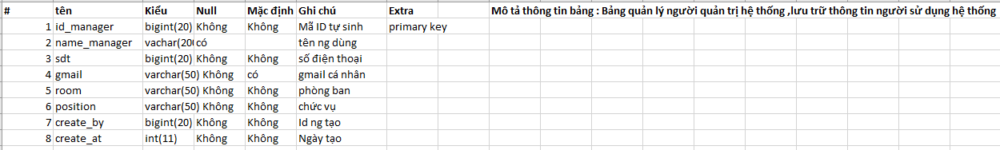 # tên Kiểu Null Mặc định Ghi chú Extra Mô tả thông tin bảng : Bảng quản lý người quản trị hệ thống ,lưu trữ thông tin người sử dụng hệ thống
1 id_manager bigint(20) Không Không Mã ID tự sinh primary key
2 name_manager vachar(200 có tên ng dùng
3 sdt bigint(20) Không Không số điện thoại
4 gmail varchar(50) Không có gmail cá nhân
5 room varchar(50) Không Không phòng ban
6 position varchar(50) Không Không chức vụ
7 create_by bigint(20) Không Không Id ng tạo
8 create_at int(11) Không Không Ngày tạo